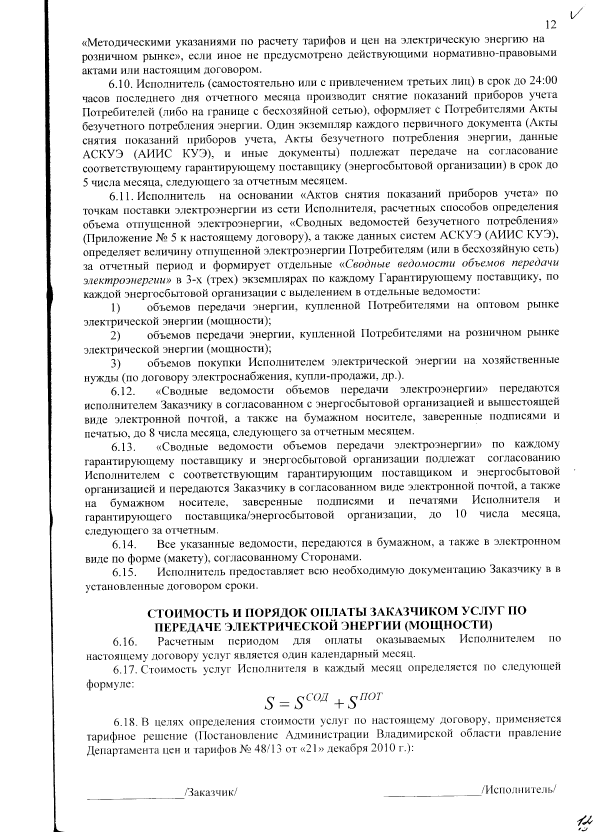 12
«Методическими указаниями по расчету тарифов и цен на электрическую энергию на
розничном рынке», если иное не предусмотрено действующими нормативно-правовыми
актами или настоящим договором.
6.10. Исполнитель (самостоятельно или с привлечением третьих лиц) в срок до 24:00
часов последнего дня отчетного месяца производит снятие показаний приборов учета
Потребителей (либо на границе с бесхозяйной сетью), оформляет с Потребителями Акты
безучетного потребления энергии. Один экземпляр каждого первичного документа (Акты
снятия показаний приборов учета, Акты безучетного потребления энергии, данные
АСКУЭ (АИИС КУЭ), и иные документы) подлежат передаче на согласование
соответствующему гарантирующему поставщику (энергосбытовой организации) в срок до
5 числа месяца, следующего за отчетным месяцем.
6.11. Исполнитель на основании «Актов снятия показаний приборов учета» по
точкам поставки электроэнергии из сети Исполнителя, расчетных способов определения
объема отпущенной электроэнергии, «Сводных ведомостей безучетного потребления»
(Приложение № 5 к настоящему договору), а также данных систем АСКУЭ (АИИС КУЭ),
определяет величину отпущенной электроэнергии Потребителям (или в бесхозяйную сеть)
за отчетный период и формирует отдельные «Сводные ведомости объемов передачи
электроэнергии» в 3-х (трех) экземплярах по каждому Гарантирующему поставщику, по
каждой энергосбытовой организации с выделением в отдельные ведомости:
1) объемов передачи энергии, купленной Потребителями на оптовом рынке
электрической энергии (мощности);
2) объемов передачи энергии, купленной Потребителями на розничном рынке
электрической энергии (мощности);
3) объемов покупки Исполнителем электрической энергии на хозяйственные
нужды (по договору электроснабжения, купли-продажи, др.).
6.12. «Сводные ведомости объемов передачи электроэнергии» передаются
исполнителем Заказчику в согласованном с энергосбытовой организацией и вышестоящей
виде электронной почтой, а также на бумажном носителе, заверенные подписями и
печатью, до 8 числа месяца, следующего за отчетным месяцем.
6.13. «Сводные ведомости объемов передачи электроэнергии» по каждому
гарантирующему поставщику и энергосбытовой организации подлежат согласованию
Исполнителем с соответствующим гарантирующим поставщиком и энергосбытовой
организацией и передаются Заказчику в согласованном виде электронной почтой, а также
на бумажном носителе, заверенные подписями и печатями Исполнителя и
гарантирующего поставщика/энергосбытовой организации, до 10 числа месяца,
следующего за отчетным.
6.14. Все указанные ведомости, передаются в бумажном, а также в электронном
виде по форме (макету), согласованному Сторонами.
6.15. Исполнитель предоставляет всю необходимую документацию Заказчику в в
установленные договором сроки.
СТОИМОСТЬ И ПОРЯДОК ОПЛАТЫ ЗАКАЗЧИКОМ УСЛУГ ПО
ПЕРЕДАЧЕ ЭЛЕКТРИЧЕСКОЙ ЭНЕРГИИ (МОЩНОСТИ)
6.16. Расчетным периодом для оплаты оказываемых Исполнителем по
настоящему договору услуг является один календарный месяц.
6.17. Стоимость услуг Исполнителя в каждый месяц определяется по следующей
формуле:
S = S^СОД + S^ПОТ
6.18. В целях определения стоимости услуг по настоящему договору, применяется
тарифное решение (Постановление Администрации Владимирской области правление
Департамента цен и тарифов № 48/13 от «21» декабря 2010 г.):
________________/Заказчик/ ________________/Исполнитель/